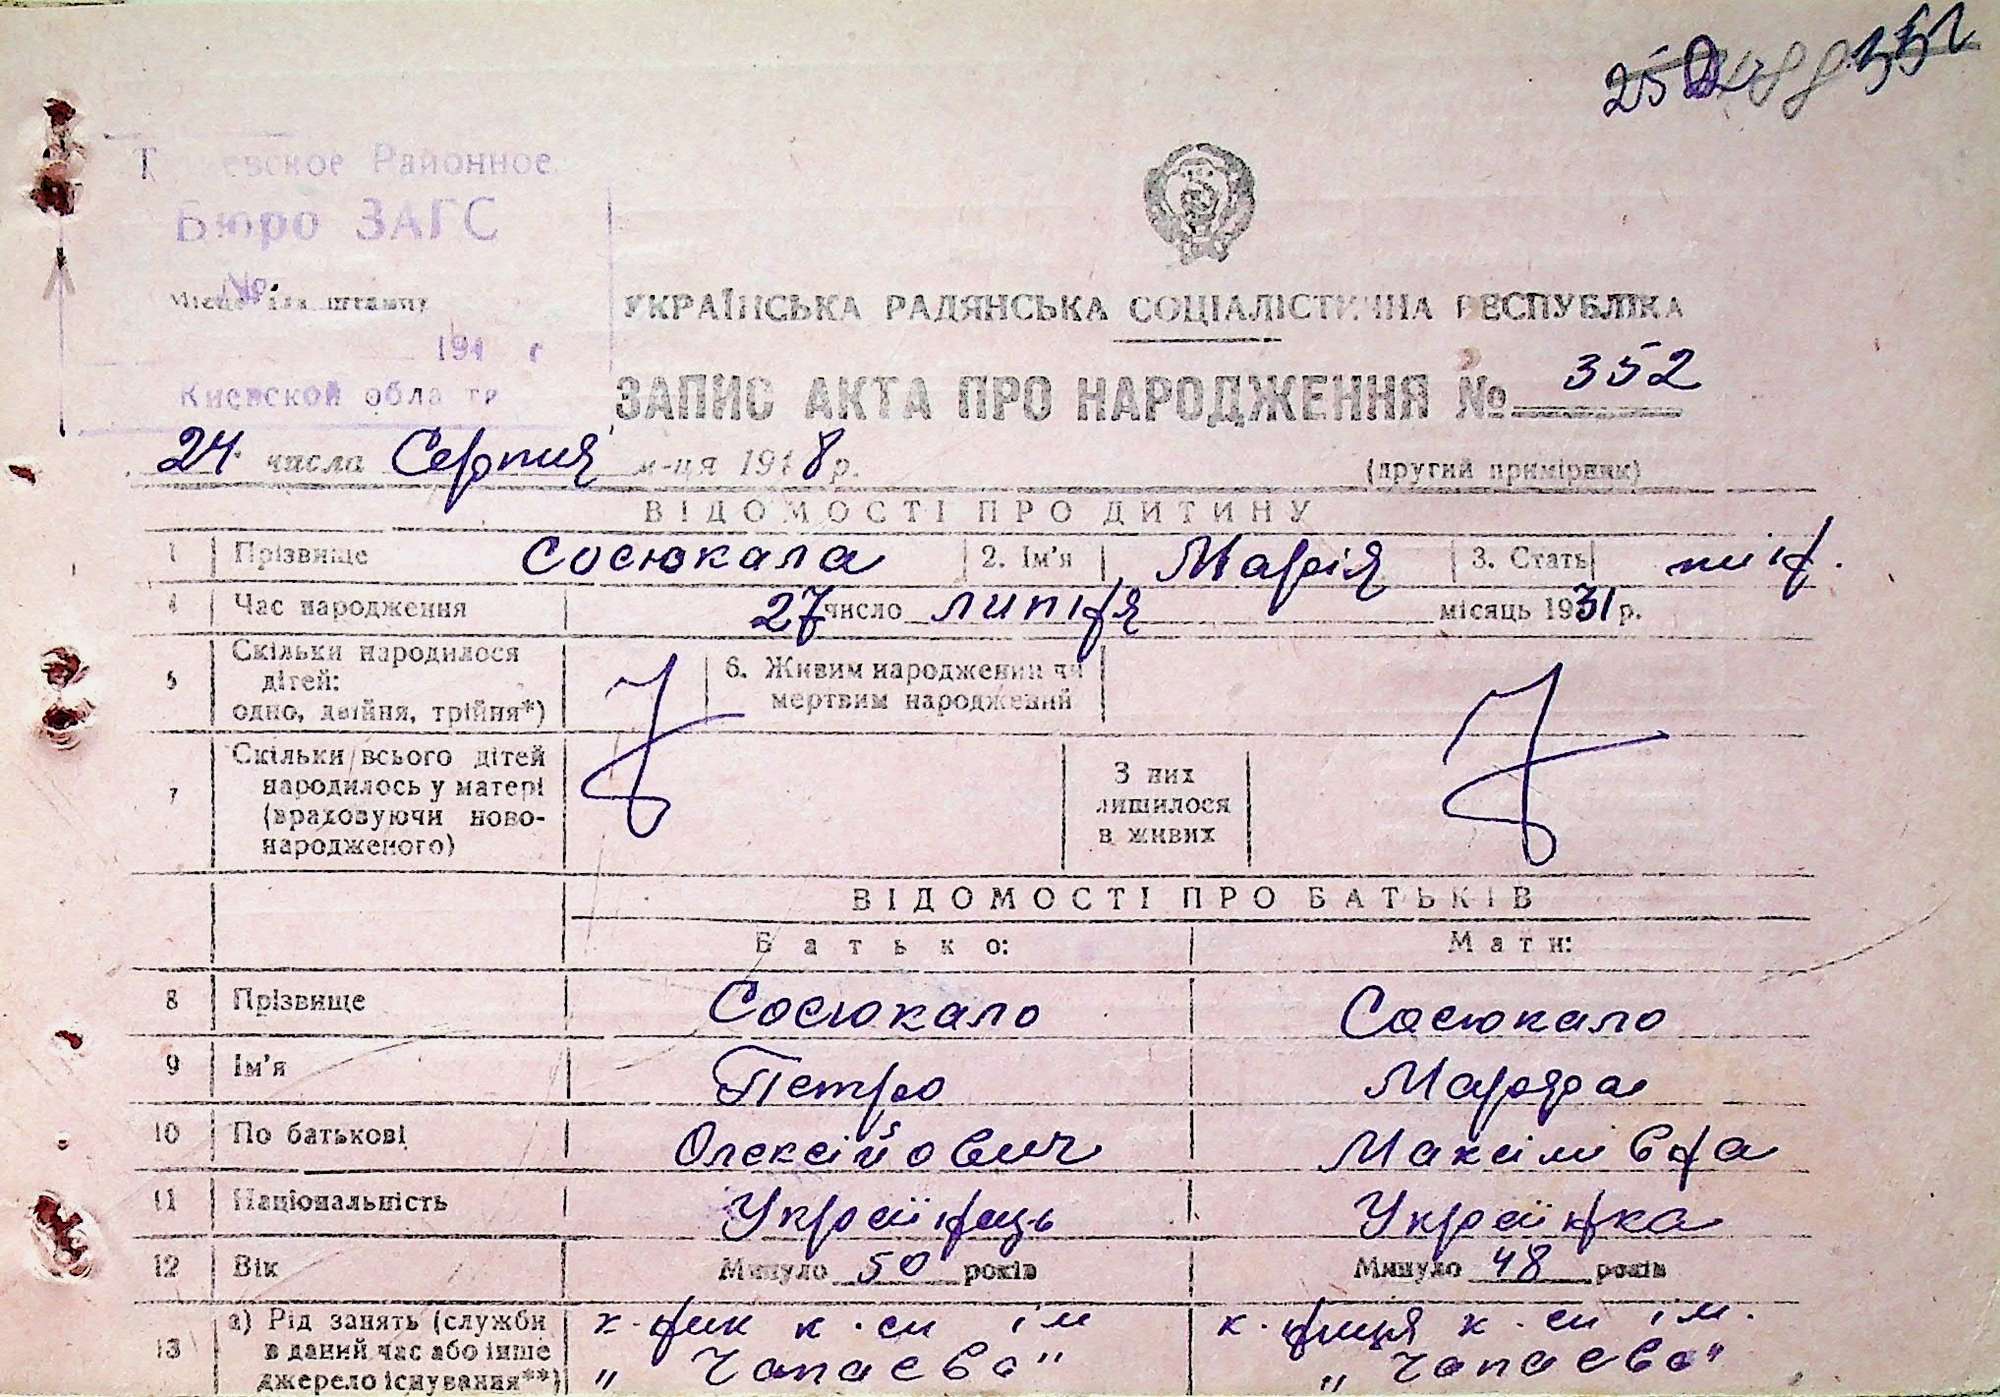 352
Районное
Бюро ЗАГС
№
Місце для штампу
194 г
Киевской области
УКРАЇНСЬКА РАДЯНСЬКА СОЦІАЛІСТИЧНА РЕСПУБЛІКА
ЗАПИС АКТА ПРО НАРОДЖЕННЯ № 352
24 числа Серпня м-ця 1948 р. (другий примірник)
ВІДОМОСТІ ПРО ДИТИНУ
1 Прізвище Сосюкала 2. Ім'я Марія 3. Стать жін.
4 Час народження 27 число липня місяць 1931 р.
5 Скільки народилося дітей: одно, двійня, трійня*) 6. Живим народжений чи мертвим народжений
7 Скільки всього дітей народилось у матері (враховуючи новонародженого) З них лишилося в живих
ВІДОМОСТІ ПРО БАТЬКІВ
Батько: Мати:
8 Прізвище Сосюкало Сосюкало
9 Ім'я Петро Марфа
10 По батькові Олексійович Максімівна
11 Національність Українець Українка
12 Вік Минуло 50 років Минуло 48 років
13 а) Рід занять (служби в даний час або інше джерело існування**) к-ник к-сп ім к-ниця к-сп ім.
"Чапаєва" "Чапаєва"